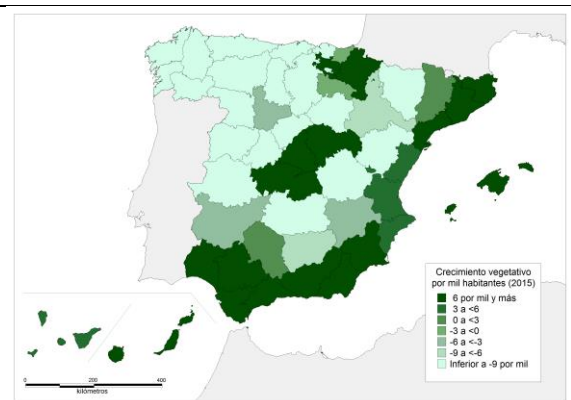 Crecimiento vegetativo
por mil habitantes (2015)
6 por mil y más
3 a <6
0 a <3
-3 a <0
-6 a <-3
-9 a <-6
Inferior a -9 por mil
0 200 400
kilómetros